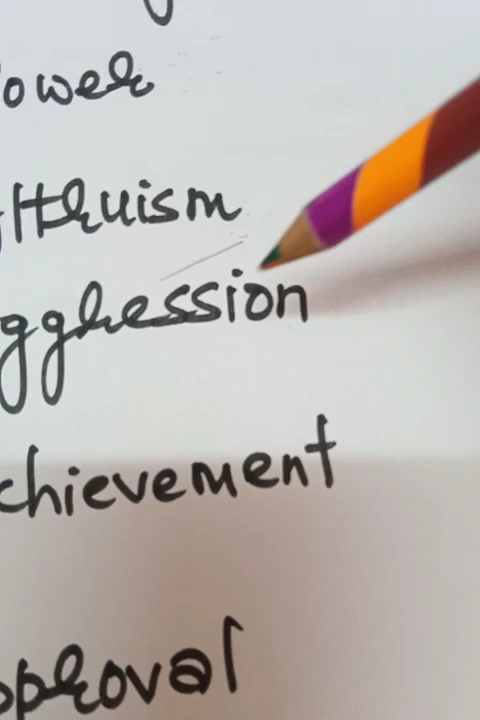 ower
ltruism
ggression
chievement
pproval